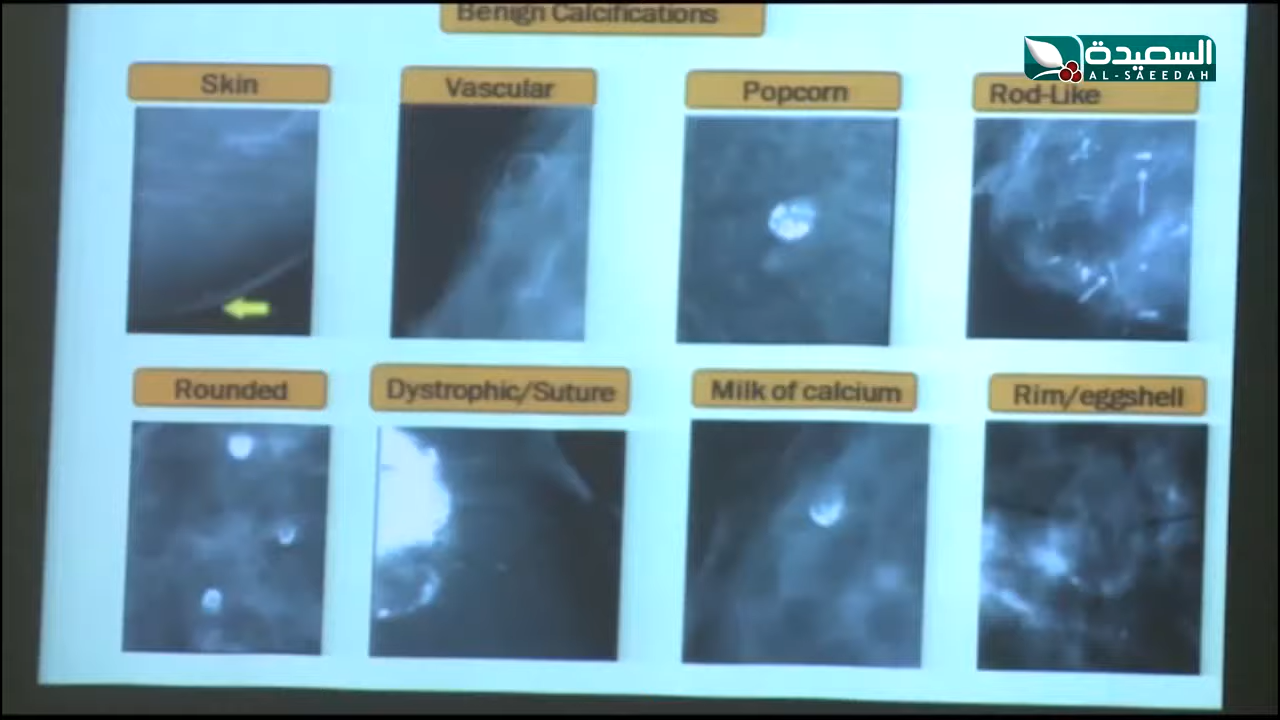 Benign Calcifications
السعيدة
AL-SAEEDAH
Skin
Vascular
Popcorn
Rod-Like
Rounded
Dystrophic/Suture
Milk of calcium
Rim/eggshell